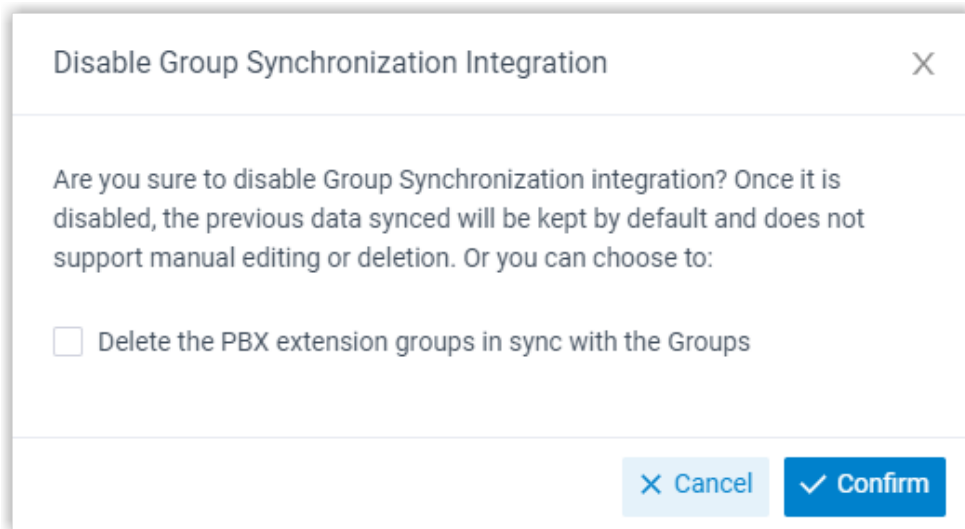 Disable Group Synchronization Integration
Are you sure to disable Group Synchronization integration? Once it is
disabled, the previous data synced will be kept by default and does not
support manual editing or deletion. Or you can choose to:
Delete the PBX extension groups in sync with the Groups
Cancel
Confirm